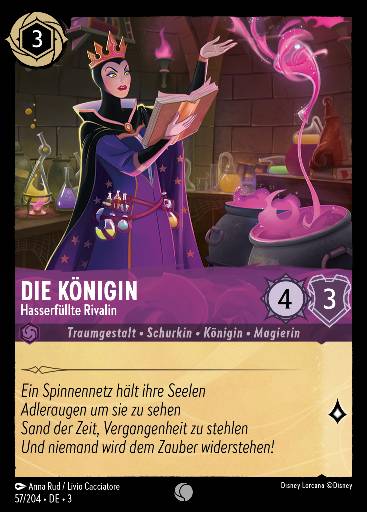 3
DIE KÖNIGIN
Hasserfüllte Rivalin
4
3
Traumgestalt • Schurkin • Königin • Magierin
Ein Spinnennetz hält ihre Seelen
Adleraugen um sie zu sehen
Sand der Zeit, Vergangenheit zu stehlen
Und niemand wird dem Zauber widerstehen!
Anna Rud / Livio Cacciatore
Disney Lorcana ©Disney
57/204 • DE • 3